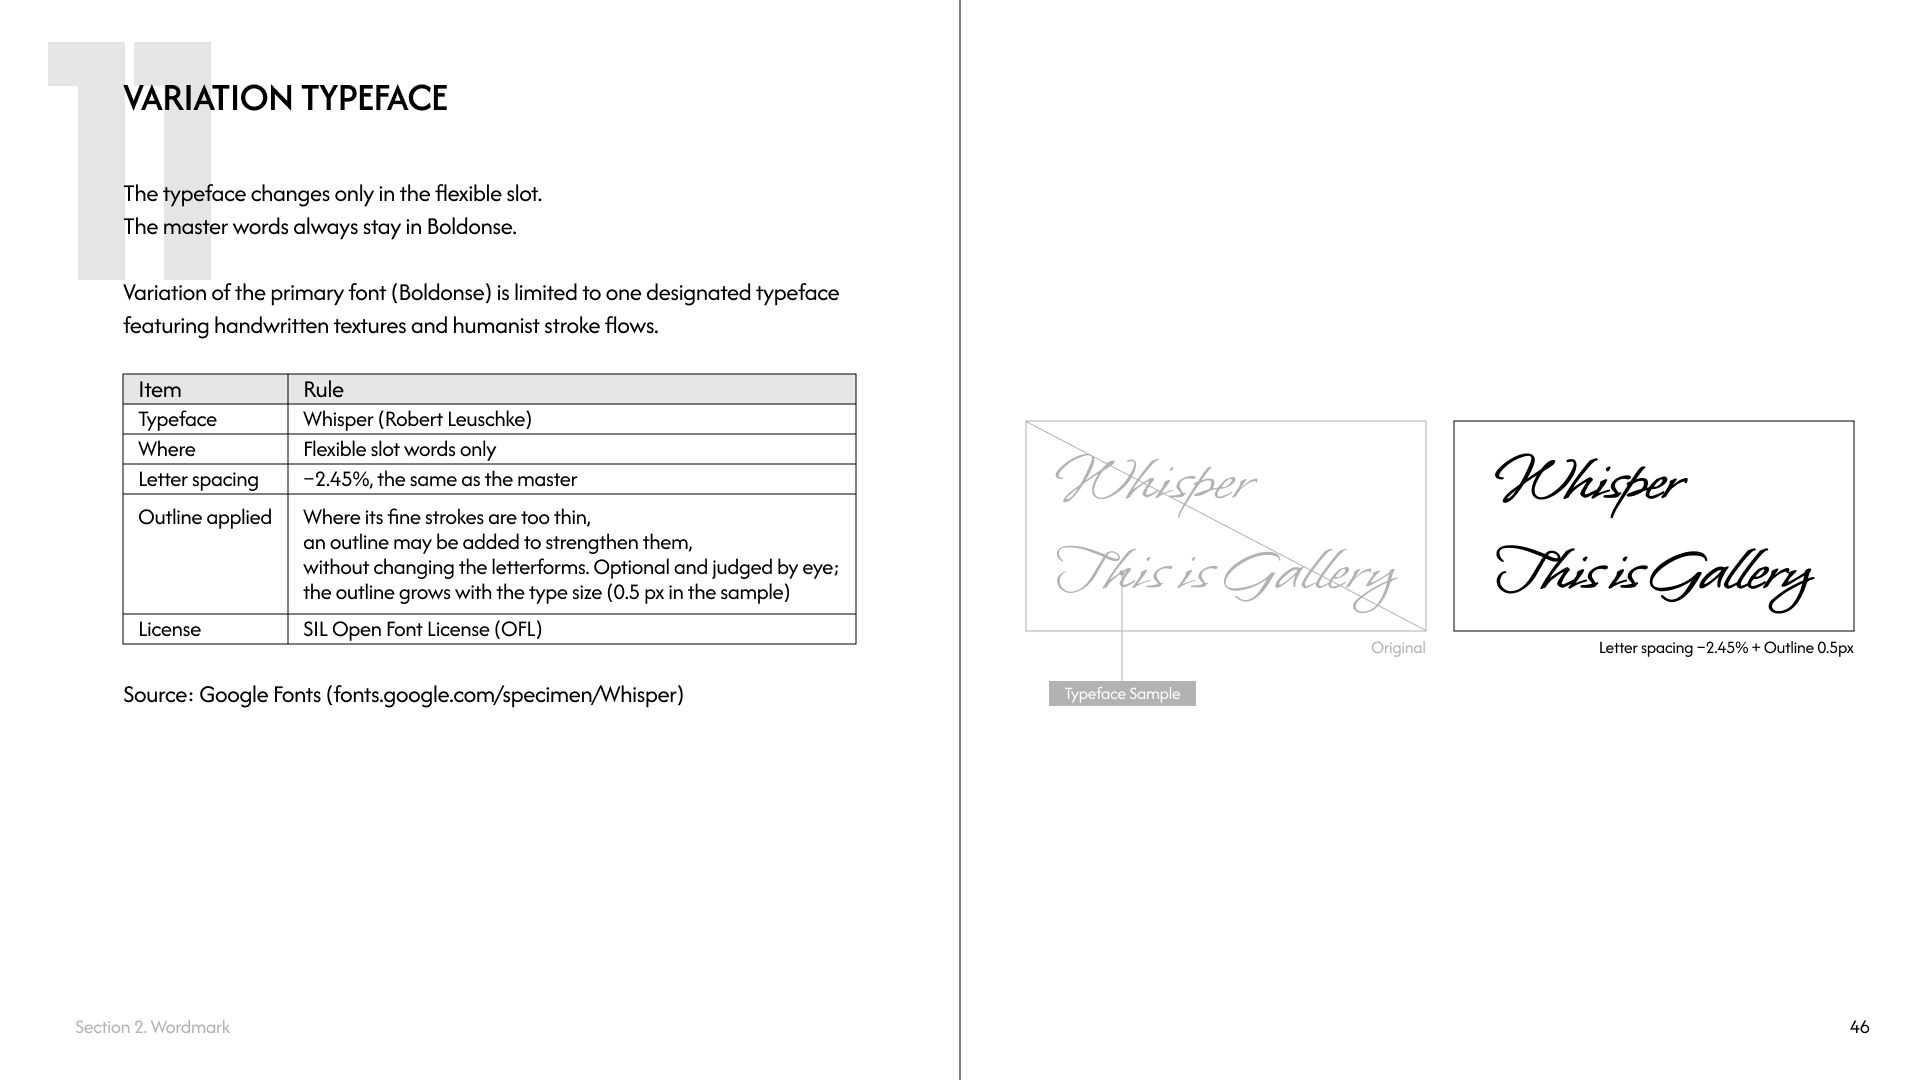 11
VARIATION TYPEFACE
The typeface changes only in the flexible slot.
The master words always stay in Boldonse.
Variation of the primary font (Boldonse) is limited to one designated typeface
featuring handwritten textures and humanist stroke flows.
Item Rule
Typeface Whisper (Robert Leuschke)
Where Flexible slot words only
Letter spacing −2.45%, the same as the master
Outline applied Where its fine strokes are too thin,
an outline may be added to strengthen them,
without changing the letterforms. Optional and judged by eye;
the outline grows with the type size (0.5 px in the sample)
License SIL Open Font License (OFL)
Source: Google Fonts (fonts.google.com/specimen/Whisper)
Whisper
This is Gallery
Original
Typeface Sample
Whisper
This is Gallery
Letter spacing −2.45% + Outline 0.5px
Section 2. Wordmark
46